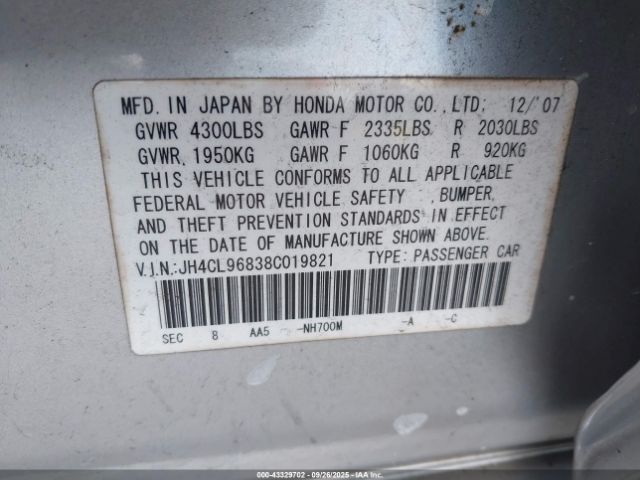 MFD. IN JAPAN BY HONDA MOTOR CO.,LTD; 12/'07
GVWR 4300LBS GAWR F 2335LBS R 2030LBS
GVWR 1950KG GAWR F 1060KG R 920KG
THIS VEHICLE CONFORMS TO ALL APPLICABLE
FEDERAL MOTOR VEHICLE SAFETY , BUMPER,
AND THEFT PREVENTION STANDARDS IN EFFECT
ON THE DATE OF MANUFACTURE SHOWN ABOVE.
V.I.N.:JH4CL96838C019821 TYPE: PASSENGER CAR
SEC 8 AA5 -NH700M -A -C
000-43329702 - 09/26/2025 - IAA Inc.